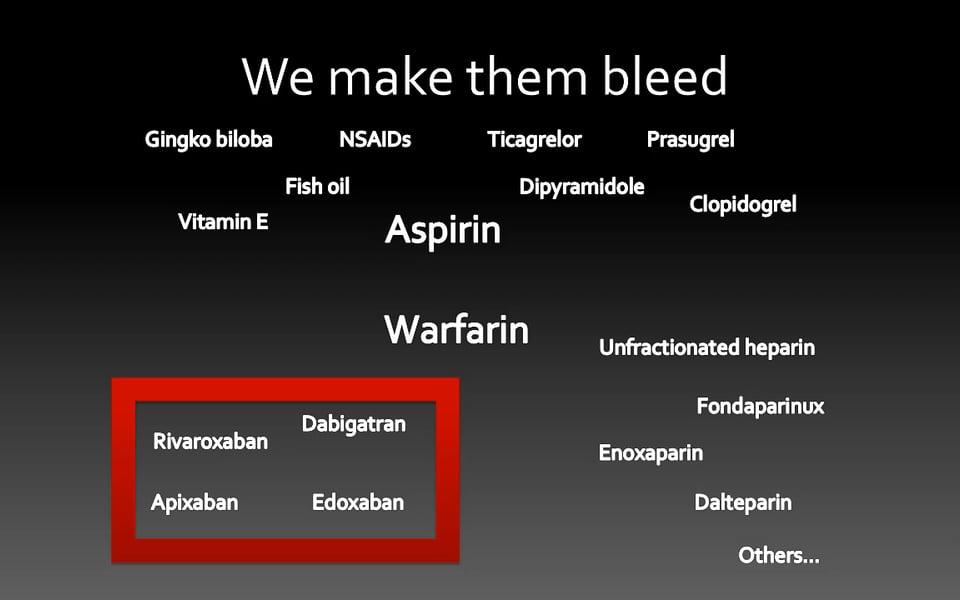 We make them bleed
Gingko biloba
NSAIDs
Ticagrelor
Prasugrel
Fish oil
Dipyramidole
Clopidogrel
Vitamin E
Aspirin
Warfarin
Unfractionated heparin
Fondaparinux
Dabigatran
Rivaroxaban
Enoxaparin
Apixaban
Edoxaban
Dalteparin
Others...